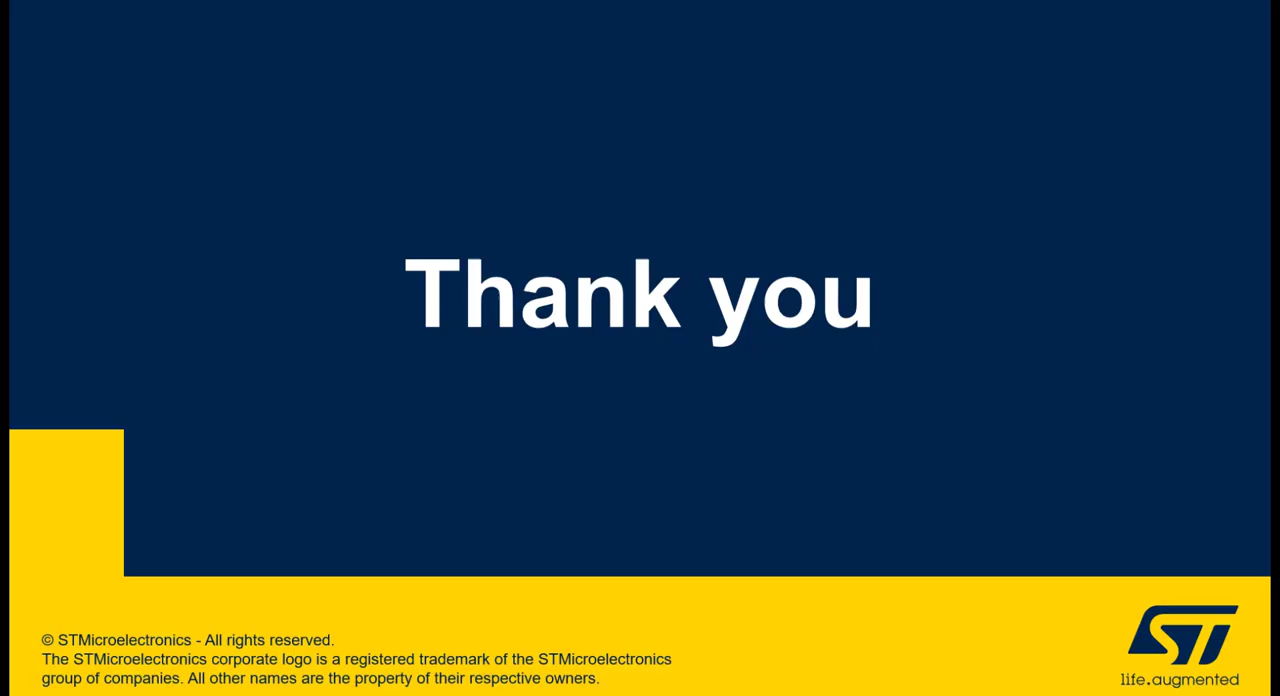 Thank you
© STMicroelectronics - All rights reserved.
The STMicroelectronics corporate logo is a registered trademark of the STMicroelectronics
group of companies. All other names are the property of their respective owners.
ST
life.augmented